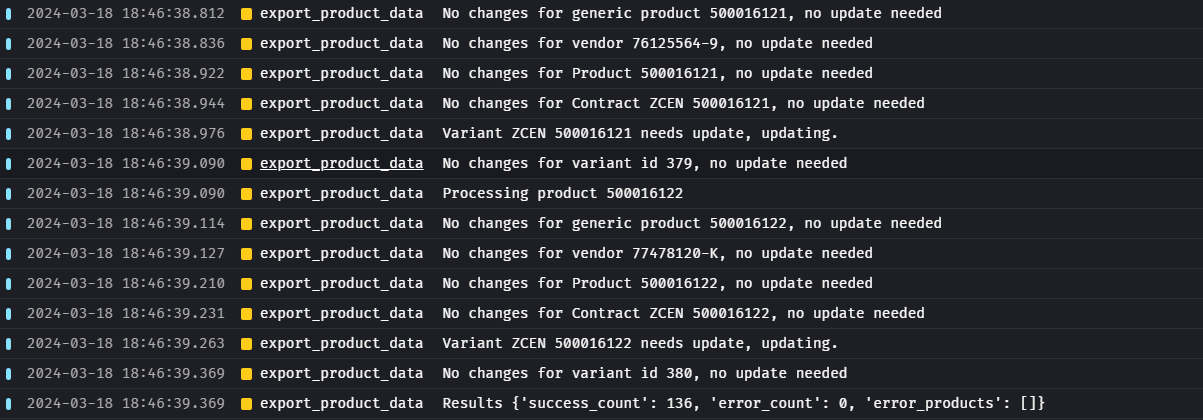 2024-03-18 18:46:38.812 export_product_data No changes for generic product 500016121, no update needed
2024-03-18 18:46:38.836 export_product_data No changes for vendor 76125564-9, no update needed
2024-03-18 18:46:38.922 export_product_data No changes for Product 500016121, no update needed
2024-03-18 18:46:38.944 export_product_data No changes for Contract ZCEN 500016121, no update needed
2024-03-18 18:46:38.976 export_product_data Variant ZCEN 500016121 needs update, updating.
2024-03-18 18:46:39.090 export_product_data No changes for variant id 379, no update needed
2024-03-18 18:46:39.090 export_product_data Processing product 500016122
2024-03-18 18:46:39.114 export_product_data No changes for generic product 500016122, no update needed
2024-03-18 18:46:39.127 export_product_data No changes for vendor 77478120-K, no update needed
2024-03-18 18:46:39.210 export_product_data No changes for Product 500016122, no update needed
2024-03-18 18:46:39.231 export_product_data No changes for Contract ZCEN 500016122, no update needed
2024-03-18 18:46:39.263 export_product_data Variant ZCEN 500016122 needs update, updating.
2024-03-18 18:46:39.369 export_product_data No changes for variant id 380, no update needed
2024-03-18 18:46:39.369 export_product_data Results {'success_count': 136, 'error_count': 0, 'error_products': []}